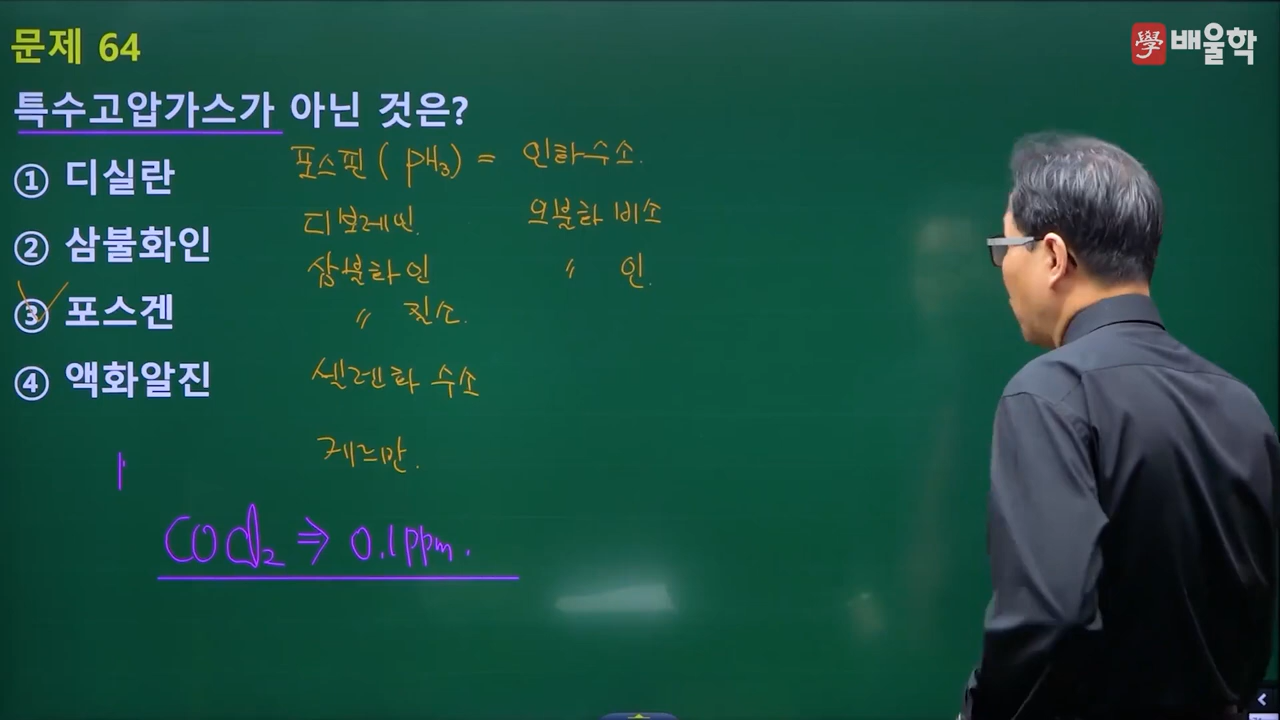 문제 64
學 배울학
특수고압가스가 아닌 것은?
① 디실란
② 삼불화인
③ 포스겐
④ 액화알진
포스핀 ( PH3) = 인화수소.
디보레인. 오불화 비소
삼불화인 〃 인.
〃 질소.
셀렌화 수소
게르만.
COCl2 ⇒ 0.1ppm.